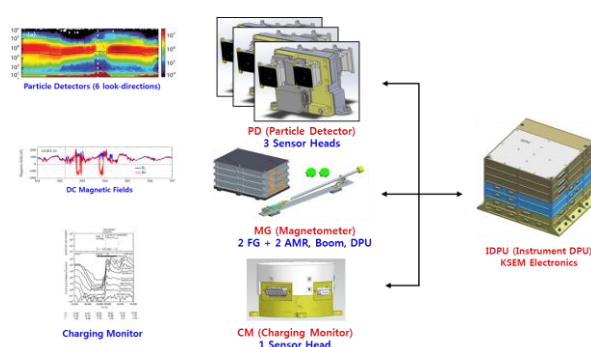 (a)
Particle Detectors (6 look-directions)
DC Magnetic Fields
Charging Monitor
PD (Particle Detector)
3 Sensor Heads
MG (Magnetometer)
2 FG + 2 AMR, Boom, DPU
CM (Charging Monitor)
1 Sensor Head
IDPU (Instrument DPU)
KSEM Electronics